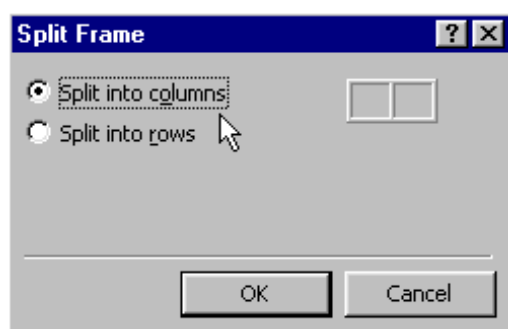 Split Frame
Split into columns
Split into rows
OK
Cancel